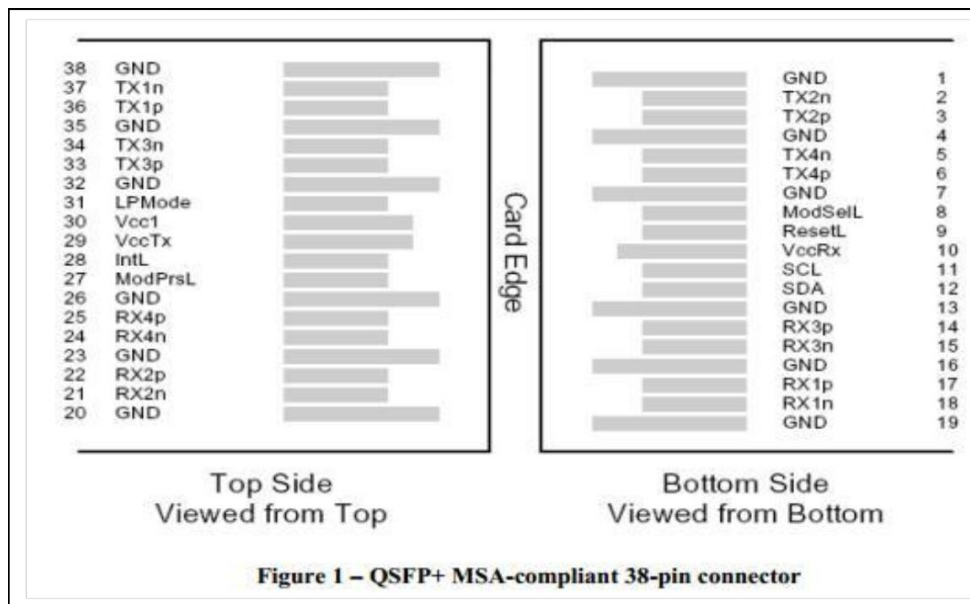 38 GND
37 TX1n
36 TX1p
35 GND
34 TX3n
33 TX3p
32 GND
31 LPMode
30 Vcc1
29 VccTx
28 IntL
27 ModPrsL
26 GND
25 RX4p
24 RX4n
23 GND
22 RX2p
21 RX2n
20 GND
Card Edge
GND 1
TX2n 2
TX2p 3
GND 4
TX4n 5
TX4p 6
GND 7
ModSelL 8
ResetL 9
VccRx 10
SCL 11
SDA 12
GND 13
RX3p 14
RX3n 15
GND 16
RX1p 17
RX1n 18
GND 19
Top Side
Viewed from Top
Bottom Side
Viewed from Bottom
Figure 1 – QSFP+ MSA-compliant 38-pin connector